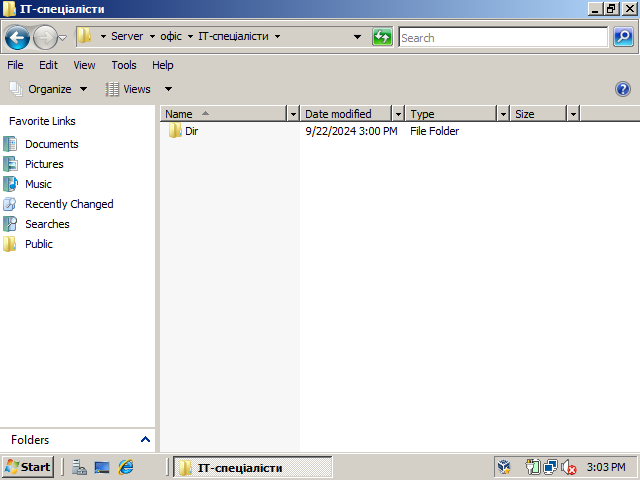 IT-спеціалісти
Server офіс IT-спеціалісти
Search
File Edit View Tools Help
Organize Views
Favorite Links
Documents
Pictures
Music
Recently Changed
Searches
Public
Folders
Name Date modified Type Size
Dir 9/22/2024 3:00 PM File Folder
Start IT-спеціалісти 3:03 PM